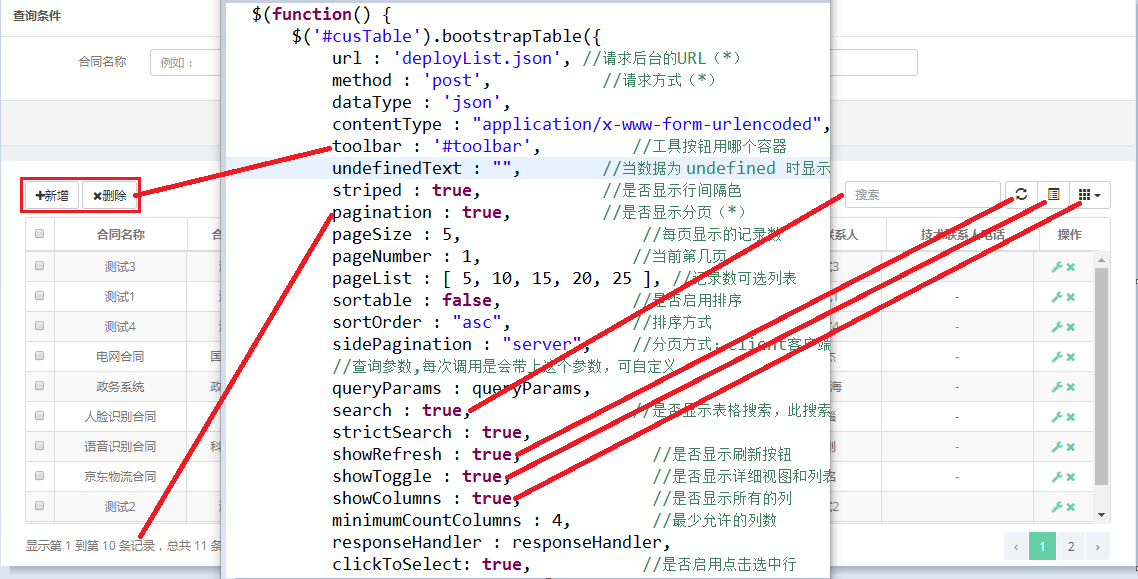 查询条件
合同名称
例如：
$(function() {
$('#cusTable').bootstrapTable({
url : 'deployList.json', //请求后台的URL（*）
method : 'post', //请求方式（*）
dataType : 'json',
contentType : "application/x-www-form-urlencoded",
toolbar : '#toolbar', //工具按钮用哪个容器
undefinedText : "", //当数据为 undefined 时显示
striped : true, //是否显示行间隔色
pagination : true, //是否显示分页（*）
pageSize : 5, //每页显示的记录数
pageNumber : 1, //当前第几页
pageList : [ 5, 10, 15, 20, 25 ], //记录数可选列表
sortable : false, //是否启用排序
sortOrder : "asc", //排序方式
sidePagination : "server", //分页方式：client客户端
//查询参数,每次调用是会带上这个参数，可自定义
queryParams : queryParams,
search : true, //是否显示表格搜索，此搜索
strictSearch : true,
showRefresh : true, //是否显示刷新按钮
showToggle : true, //是否显示详细视图和列表
showColumns : true, //是否显示所有的列
minimumCountColumns : 4, //最少允许的列数
responseHandler : responseHandler,
clickToSelect: true, //是否启用点击选中行
新增 删除
搜索
合同名称 系人 技术联系人电话 操作
测试3 3 -
测试1 1 -
测试4 4 -
电网合同 国 -
政务系统 政 海 -
人脸识别合同 -
语音识别合同 科 -
京东物流合同 -
测试2 2 -
显示第 1 到第 10 条记录，总共 11 条
‹ 1 2 ›